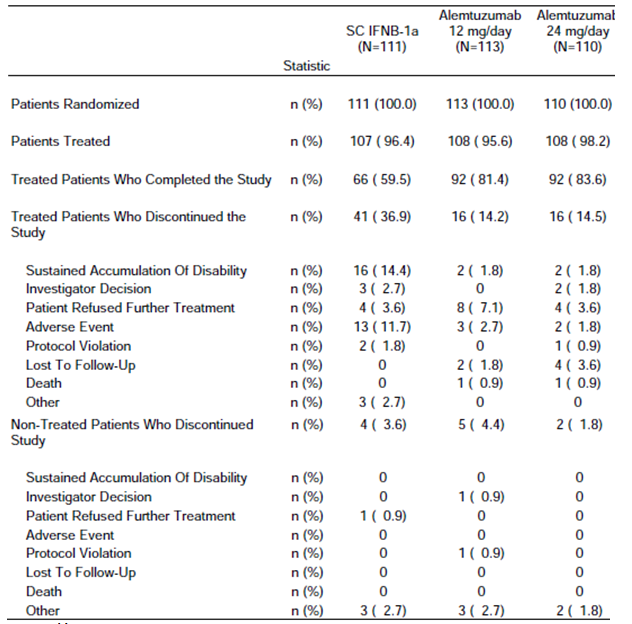 SC IFNB-1a Alemtuzumab Alemtuzumab
12 mg/day 24 mg/day
(N=111) (N=113) (N=110)
Statistic
Patients Randomized n (%) 111 (100.0) 113 (100.0) 110 (100.0)
Patients Treated n (%) 107 ( 96.4) 108 ( 95.6) 108 ( 98.2)
Treated Patients Who Completed the Study n (%) 66 ( 59.5) 92 ( 81.4) 92 ( 83.6)
Treated Patients Who Discontinued the n (%) 41 ( 36.9) 16 ( 14.2) 16 ( 14.5)
Study
Sustained Accumulation Of Disability n (%) 16 ( 14.4) 2 ( 1.8) 2 ( 1.8)
Investigator Decision n (%) 3 ( 2.7) 0 2 ( 1.8)
Patient Refused Further Treatment n (%) 4 ( 3.6) 8 ( 7.1) 4 ( 3.6)
Adverse Event n (%) 13 ( 11.7) 3 ( 2.7) 2 ( 1.8)
Protocol Violation n (%) 2 ( 1.8) 0 1 ( 0.9)
Lost To Follow-Up n (%) 0 2 ( 1.8) 4 ( 3.6)
Death n (%) 0 1 ( 0.9) 1 ( 0.9)
Other n (%) 3 ( 2.7) 0 0
Non-Treated Patients Who Discontinued n (%) 4 ( 3.6) 5 ( 4.4) 2 ( 1.8)
Study
Sustained Accumulation Of Disability n (%) 0 0 0
Investigator Decision n (%) 0 1 ( 0.9) 0
Patient Refused Further Treatment n (%) 1 ( 0.9) 0 0
Adverse Event n (%) 0 0 0
Protocol Violation n (%) 0 1 ( 0.9) 0
Lost To Follow-Up n (%) 0 0 0
Death n (%) 0 0 0
Other n (%) 3 ( 2.7) 3 ( 2.7) 2 ( 1.8)